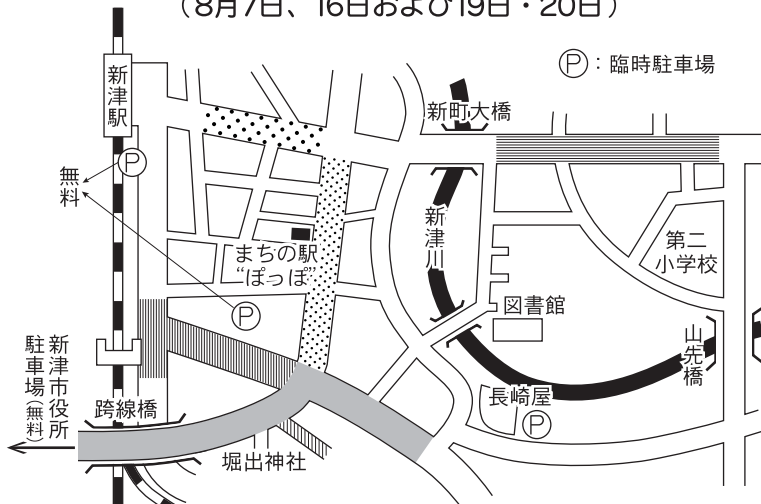 (8月7日、16日および19日・20日)
Ⓟ：臨時駐車場
新町大橋
新津駅
Ⓟ
無料
新津川
第二
小学校
まちの駅
“ぽっぽ”
Ⓟ
図書館
山先橋
新津市役所
駐車場（無料）
跨線橋
長崎屋
Ⓟ
堀出神社